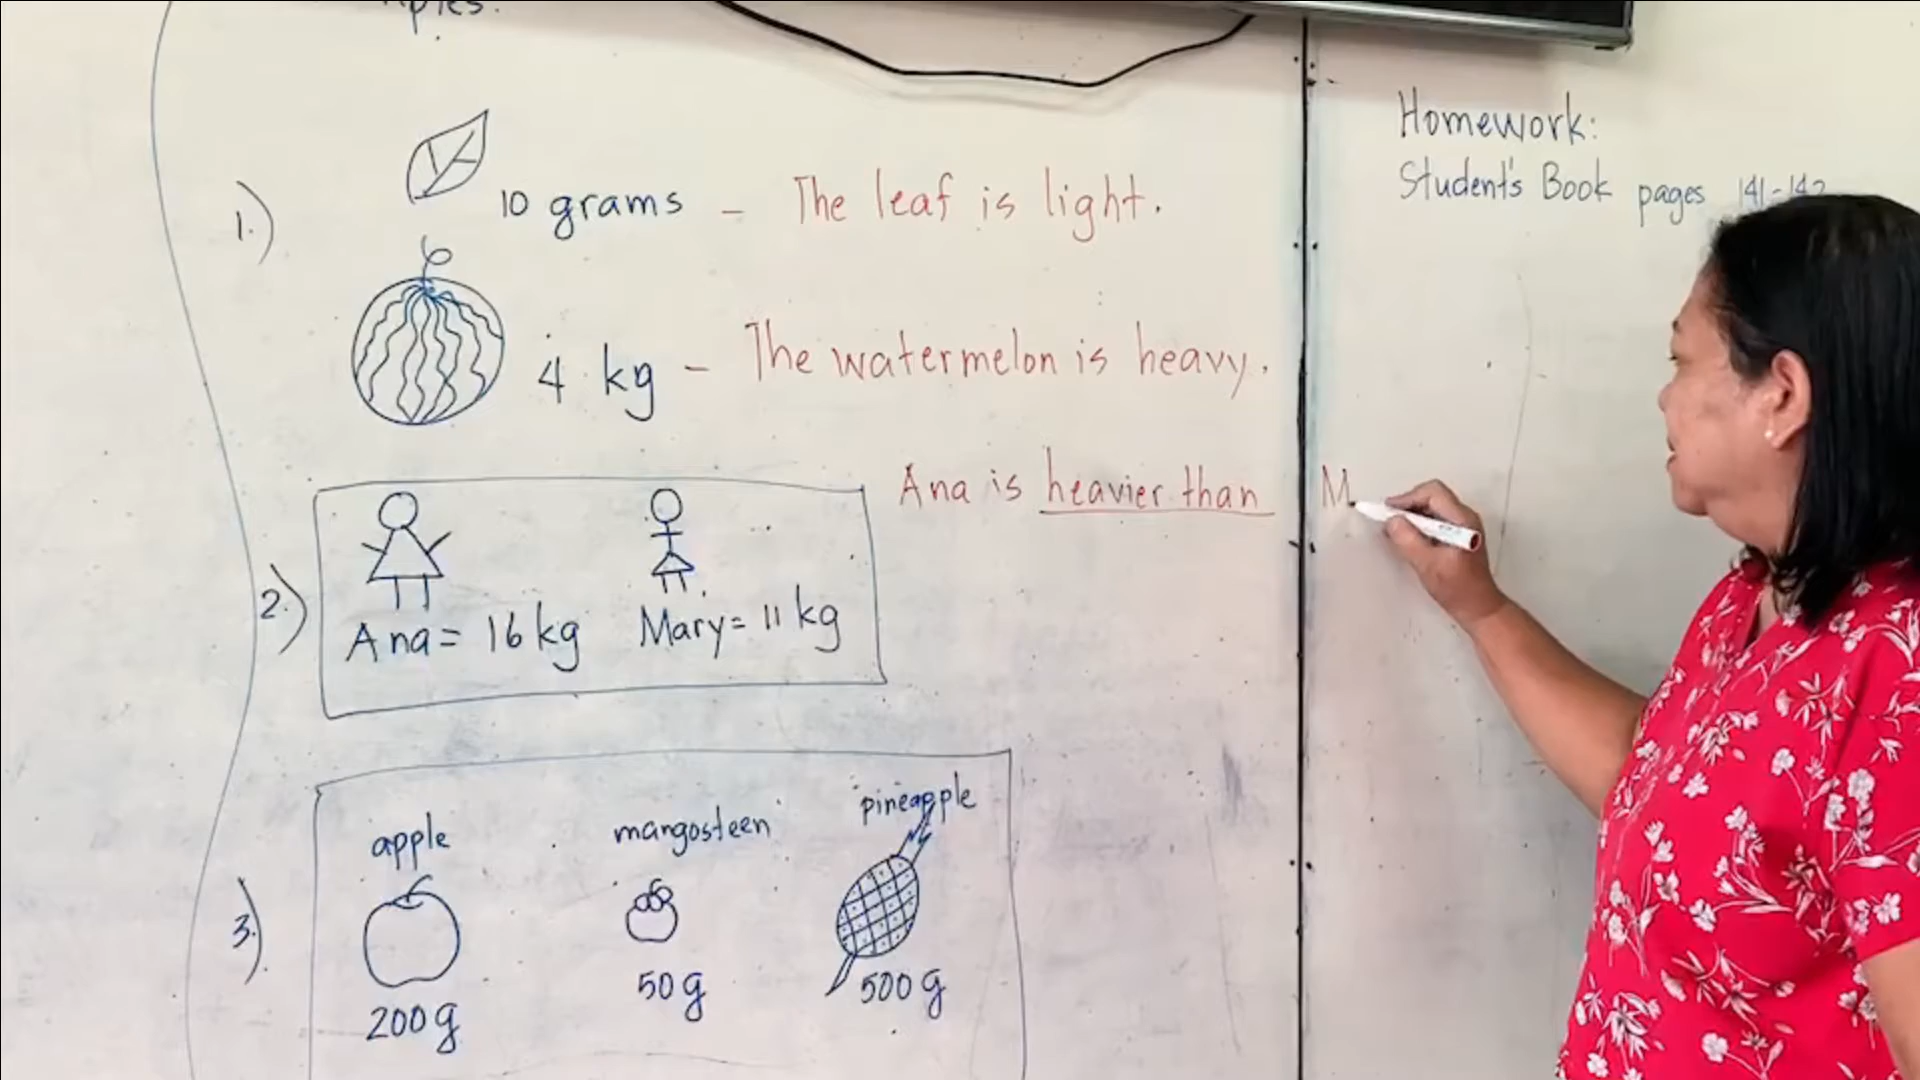 1.)
10 grams - The leaf is light.
4 kg - The watermelon is heavy.
Ana is heavier than M
2.)
Ana = 16 kg Mary = 11 kg
3.)
apple mangosteen pineapple
200 g 50 g 500 g
Homework:
Student's Book pages 141-142